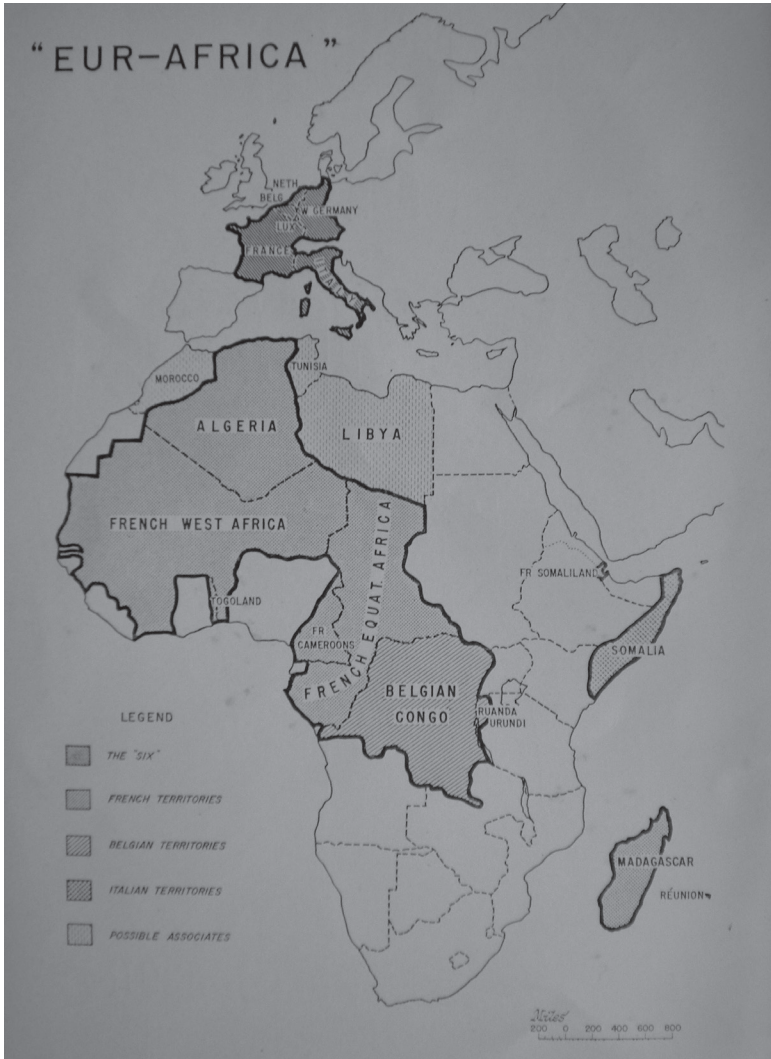 "EUR-AFRICA"
NETH
BELG
W GERMANY
LUX
FRANCE
ITALY
MOROCCO
TUNISIA
ALGERIA
LIBYA
FRENCH WEST AFRICA
FRENCH EQUAT. AFRICA
FR SOMALILAND
TOGOLAND
FR.
CAMEROONS
SOMALIA
BELGIAN
CONGO
RUANDA
URUNDI
LEGEND
THE "SIX"
FRENCH TERRITORIES
BELGIAN TERRITORIES
ITALIAN TERRITORIES
POSSIBLE ASSOCIATES
MADAGASCAR
RÉUNION
Miles
200 0 200 400 600 800